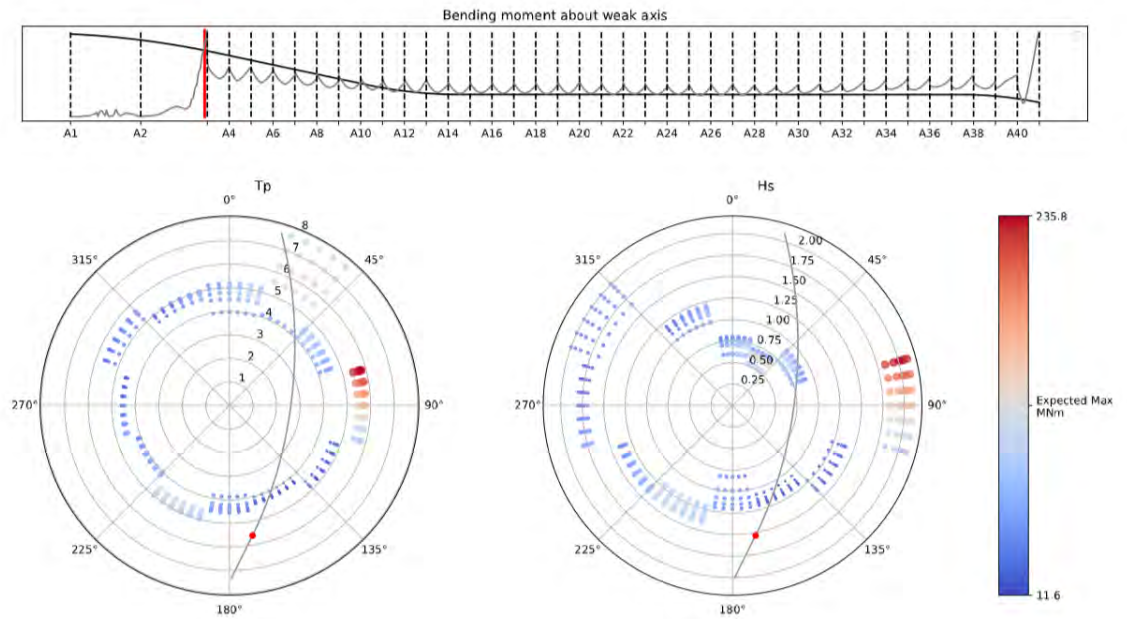 Bending moment about weak axis
A1 A2 A4 A6 A8 A10 A12 A14 A16 A18 A20 A22 A24 A26 A28 A30 A32 A34 A36 A38 A40
Tp Hs
0° 0°
8
7 2.00
315° 6 45° 315° 1.75 45°
5 1.50
4 1.25
3 1.00
2 0.75
1 0.50
0.25
270° 90° 270° 90°
225° 135° 225° 135°
180° 180°
235.8
Expected Max
MNm
11.6